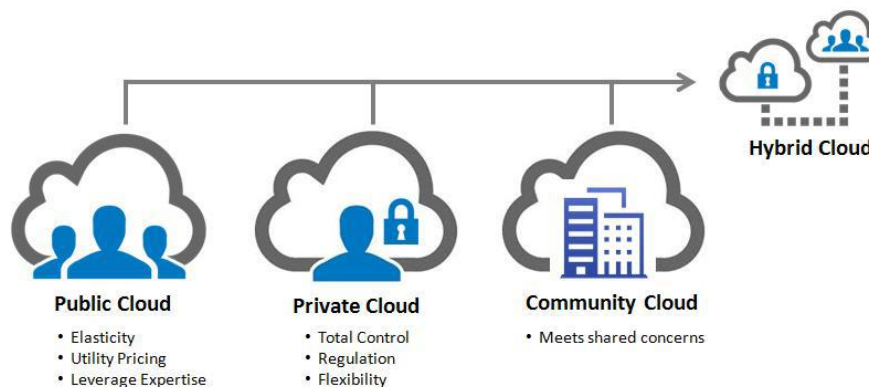 Hybrid Cloud
Public Cloud
• Elasticity
• Utility Pricing
• Leverage Expertise
Private Cloud
• Total Control
• Regulation
• Flexibility
Community Cloud
• Meets shared concerns